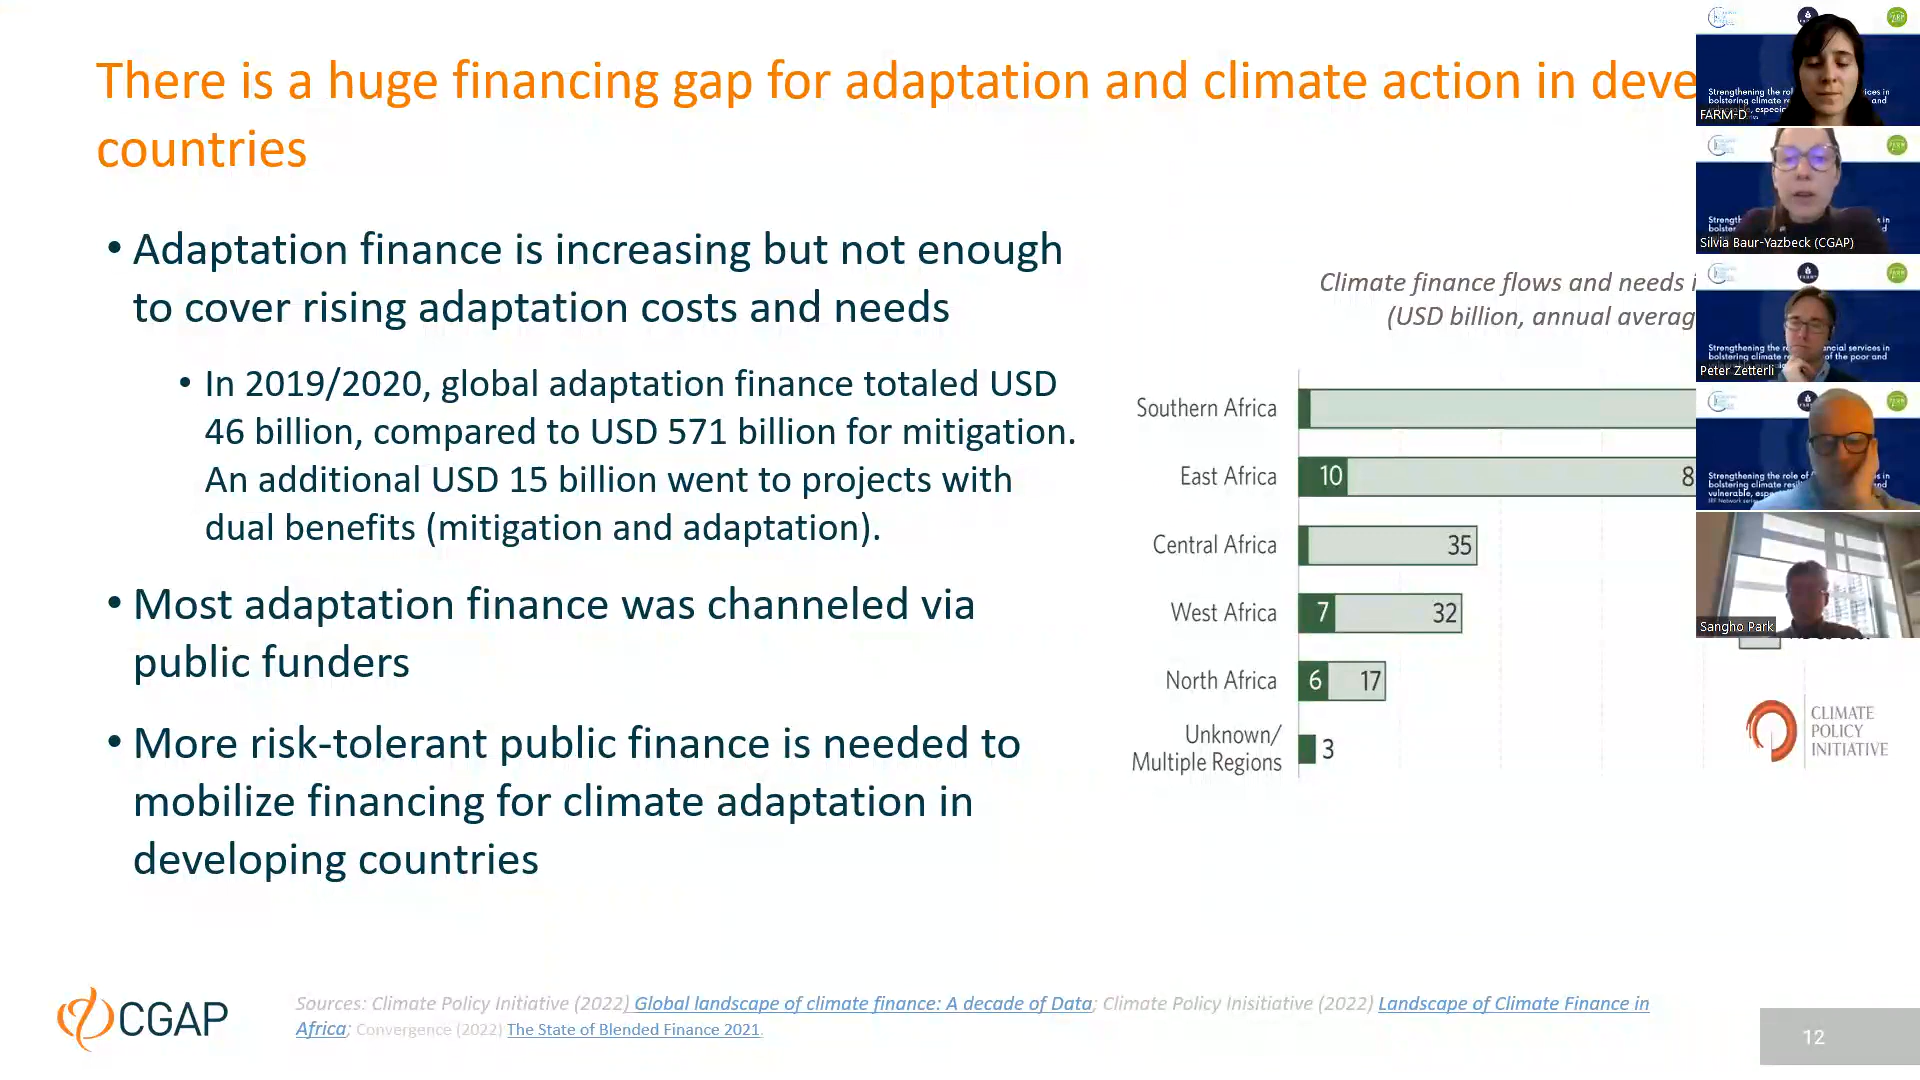 There is a huge financing gap for adaptation and climate action in deve
countries
• Adaptation finance is increasing but not enough
to cover rising adaptation costs and needs
• In 2019/2020, global adaptation finance totaled USD
46 billion, compared to USD 571 billion for mitigation.
An additional USD 15 billion went to projects with
dual benefits (mitigation and adaptation).
• Most adaptation finance was channeled via
public funders
• More risk-tolerant public finance is needed to
mobilize financing for climate adaptation in
developing countries
Climate finance flows and needs
(USD billion, annual averag
Southern Africa
East Africa 10 8
Central Africa 35
West Africa 7 32
North Africa 6 17
Unknown/
Multiple Regions 3
CLIMATE
POLICY
INITIATIVE
CGAP
Sources: Climate Policy Initiative (2022) Global landscape of climate finance: A decade of Data; Climate Policy Inisitiative (2022) Landscape of Climate Finance in
Africa; Convergence (2022) The State of Blended Finance 2021.
12
FARM-D
Silvia Baur-Yazbeck (CGAP)
Peter Zetterli
Strengthening the role of
bolstering climate
vulnerable,
Sangho Park